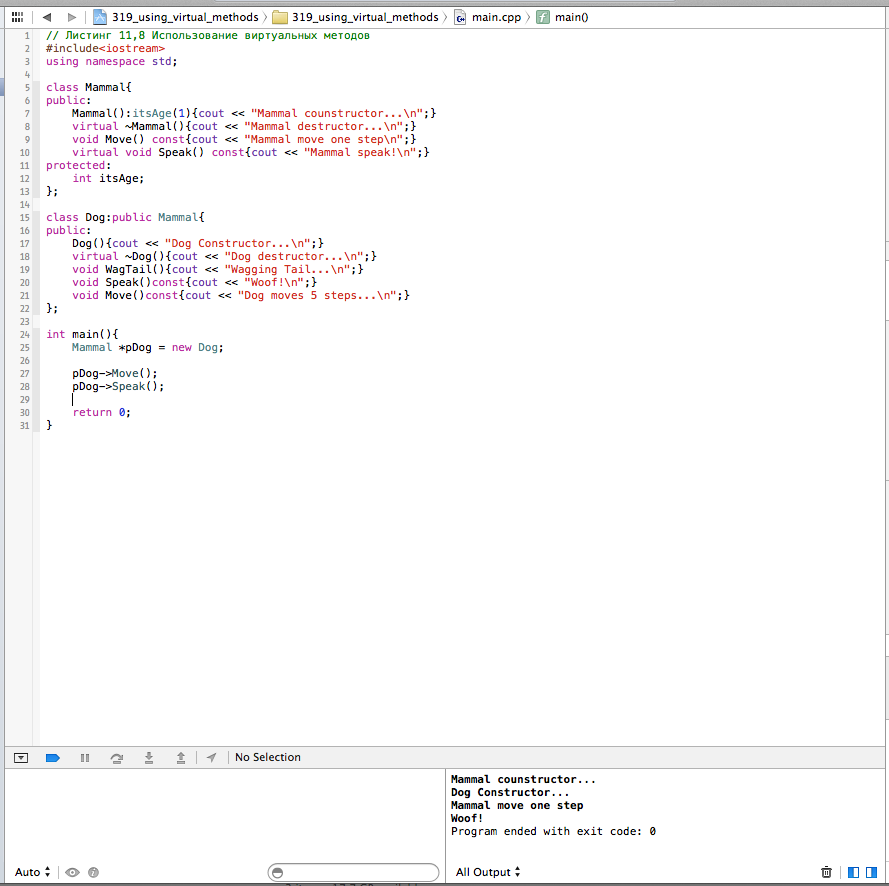 319_using_virtual_methods 319_using_virtual_methods main.cpp main()
1 // Листинг 11,8 Использование виртуальных методов
2 #include<iostream>
3 using namespace std;
4
5 class Mammal{
6 public:
7     Mammal():itsAge(1){cout << "Mammal counstructor...\n";}
8     virtual ~Mammal(){cout << "Mammal destructor...\n";}
9     void Move() const{cout << "Mammal move one step\n";}
10     virtual void Speak() const{cout << "Mammal speak!\n";}
11 protected:
12     int itsAge;
13 };
14
15 class Dog:public Mammal{
16 public:
17     Dog(){cout << "Dog Constructor...\n";}
18     virtual ~Dog(){cout << "Dog destructor...\n";}
19     void WagTail(){cout << "Wagging Tail...\n";}
20     void Speak()const{cout << "Woof!\n";}
21     void Move()const{cout << "Dog moves 5 steps...\n";}
22 };
23
24 int main(){
25     Mammal *pDog = new Dog;
26
27     pDog->Move();
28     pDog->Speak();
29
30     return 0;
31 }
No Selection
Mammal counstructor...
Dog Constructor...
Mammal move one step
Woof!
Program ended with exit code: 0
Auto All Output